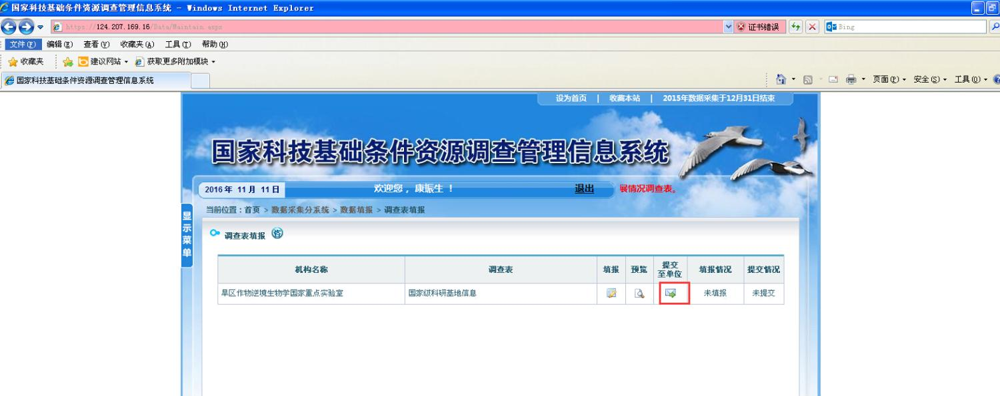 国家科技基础条件资源调查管理信息系统 - Windows Internet Explorer
https://124.207.169.16/Data/Maintain.aspx 证书错误 Bing
文件(F) 编辑(E) 查看(V) 收藏夹(A) 工具(T) 帮助(H)
收藏夹 建议网站 获取更多附加模块
国家科技基础条件资源调查管理信息系统 页面(P) 安全(S) 工具(O)
设为首页 | 收藏本站 | 2015年数据采集于12月31日结束
国家科技基础条件资源调查管理信息系统
2016 年 11 月 11 日 欢迎您，康振生 ！ 退出 展情况调查表。
当前位置：首页 > 数据采集分系统 > 数据填报 > 调查表填报
显示菜单
调查表填报 咨
机构名称 调查表 填报 预览 提交至单位 填报情况 提交情况
旱区作物逆境生物学国家重点实验室 国家级科研基地信息 未填报 未提交